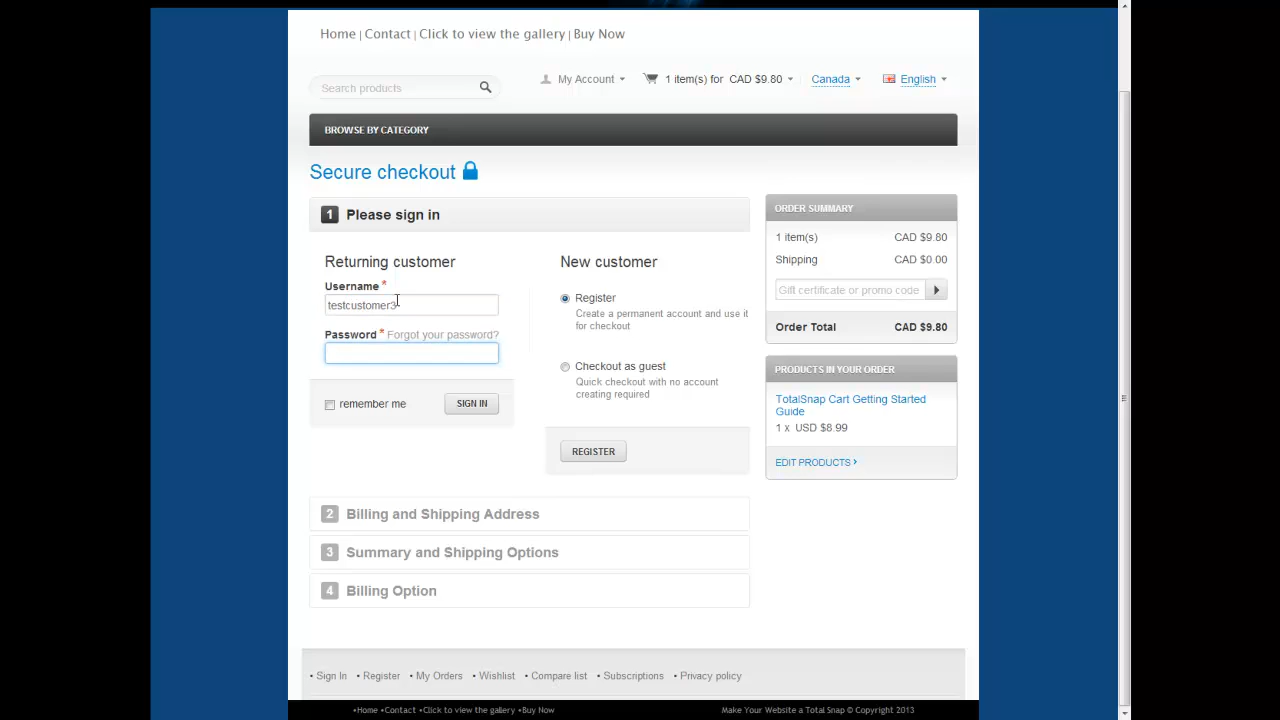 Home | Contact | Click to view the gallery | Buy Now
Search products
My Account
1 item(s) for CAD $9.80
Canada
English
BROWSE BY CATEGORY
Secure checkout
1 Please sign in
Returning customer
Username *
testcustomer3
Password * Forgot your password?
remember me
SIGN IN
New customer
Register
Create a permanent account and use it
for checkout
Checkout as guest
Quick checkout with no account
creating required
REGISTER
2 Billing and Shipping Address
3 Summary and Shipping Options
4 Billing Option
ORDER SUMMARY
1 item(s) CAD $9.80
Shipping CAD $0.00
Gift certificate or promo code
Order Total CAD $9.80
PRODUCTS IN YOUR ORDER
TotalSnap Cart Getting Started
Guide
1 x USD $8.99
EDIT PRODUCTS ›
• Sign In • Register • My Orders • Wishlist • Compare list • Subscriptions • Privacy policy
•Home •Contact •Click to view the gallery •Buy Now
Make Your Website a Total Snap © Copyright 2013